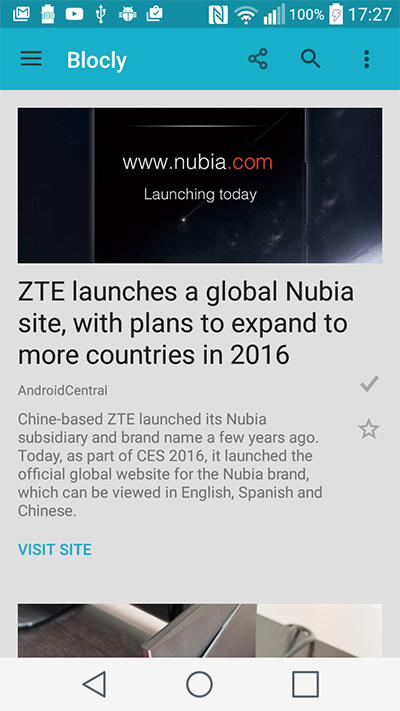 100% 17:27
Blocly
www.nubia.com
Launching today
ZTE launches a global Nubia
site, with plans to expand to
more countries in 2016
AndroidCentral
Chine-based ZTE launched its Nubia
subsidiary and brand name a few years ago.
Today, as part of CES 2016, it launched the
official global website for the Nubia brand,
which can be viewed in English, Spanish and
Chinese.
VISIT SITE